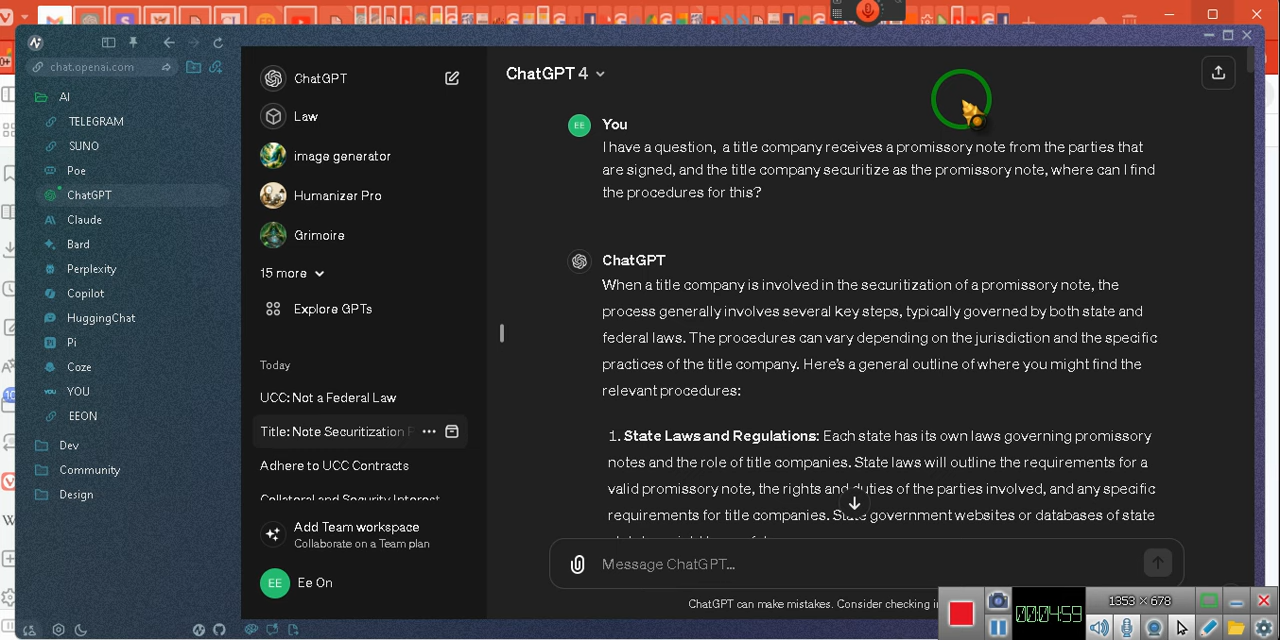 chat.openai.com
AI
TELEGRAM
SUNO
Poe
ChatGPT
Claude
Bard
Perplexity
Copilot
HuggingChat
Pi
Coze
YOU
EEON
Dev
Community
Design
ChatGPT
Law
image generator
Humanizer Pro
Grimoire
15 more
Explore GPTs
Today
UCC: Not a Federal Law
Title: Note Securitization
Adhere to UCC Contracts
Collateral and Security Interest
Add Team workspace
Collaborate on a Team plan
EE Ee On
ChatGPT 4
EE You
I have a question, a title company receives a promissory note from the parties that
are signed, and the title company securitize as the promissory note, where can I find
the procedures for this?
ChatGPT
When a title company is involved in the securitization of a promissory note, the
process generally involves several key steps, typically governed by both state and
federal laws. The procedures can vary depending on the jurisdiction and the specific
practices of the title company. Here's a general outline of where you might find the
relevant procedures:
1. State Laws and Regulations: Each state has its own laws governing promissory
notes and the role of title companies. State laws will outline the requirements for a
valid promissory note, the rights and duties of the parties involved, and any specific
requirements for title companies. State government websites or databases of state
Message ChatGPT...
ChatGPT can make mistakes. Consider checking
00:04:59
1353 × 678